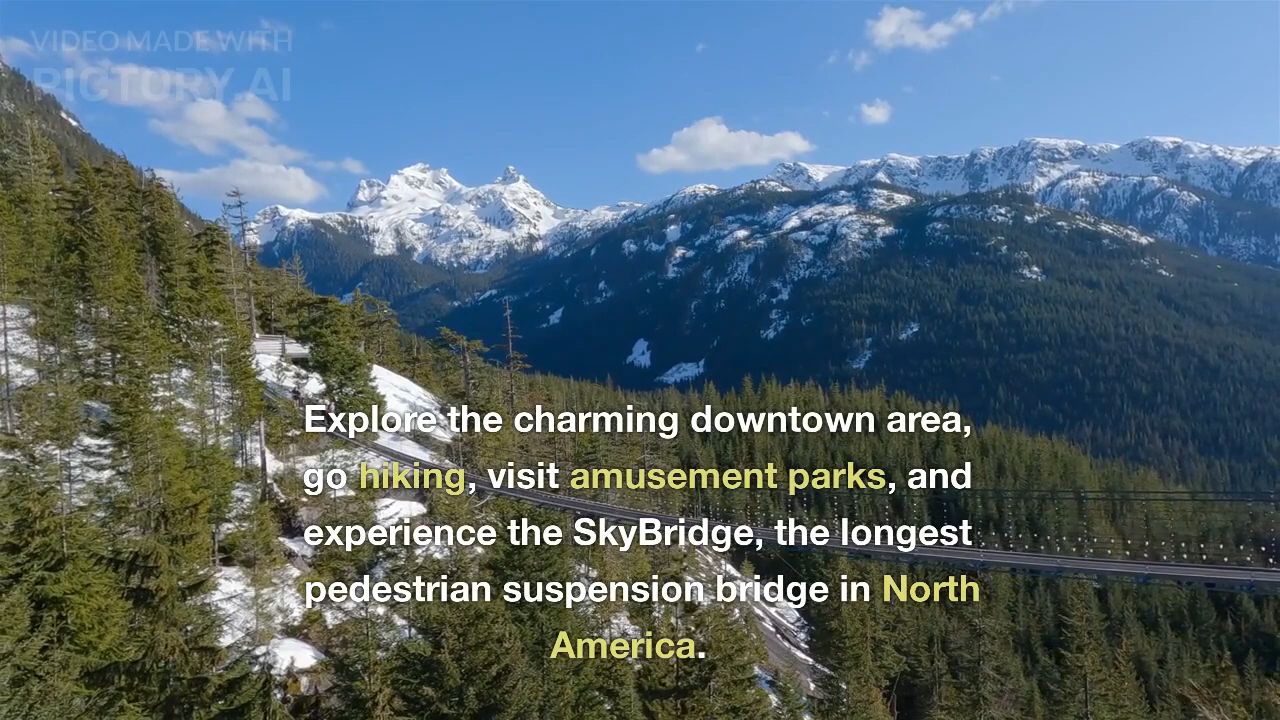 VIDEO MADE WITH
PICTORY.AI
Explore the charming downtown area,
go hiking, visit amusement parks, and
experience the SkyBridge, the longest
pedestrian suspension bridge in North
America.